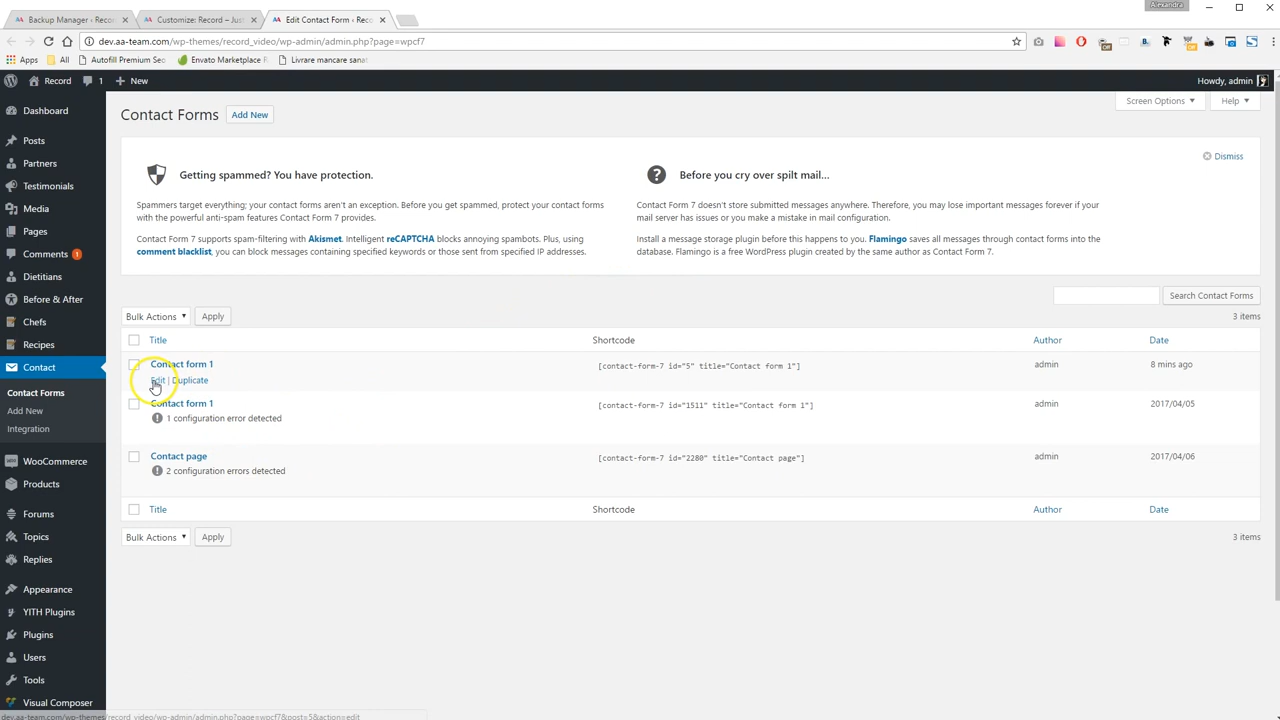 Alexandra
Backup Manager ‹ Reco
Customize: Record – Jus
Edit Contact Form ‹ Reco
dev.aa-team.com/wp-themes/record_video/wp-admin/admin.php?page=wpcf7
Apps All Autofill Premium Seo Envato Marketplace Livrare mancare sanat
Record 1 New Howdy, admin
Screen Options Help
Contact Forms Add New
Dismiss
Getting spammed? You have protection.
Spammers target everything; your contact forms aren't an exception. Before you get spammed, protect your contact forms
with the powerful anti-spam features Contact Form 7 provides.
Contact Form 7 supports spam-filtering with Akismet. Intelligent reCAPTCHA blocks annoying spambots. Plus, using
comment blacklist, you can block messages containing specified keywords or those sent from specified IP addresses.
Before you cry over spilt mail...
Contact Form 7 doesn't store submitted messages anywhere. Therefore, you may lose important messages forever if your
mail server has issues or you make a mistake in mail configuration.
Install a message storage plugin before this happens to you. Flamingo saves all messages through contact forms into the
database. Flamingo is a free WordPress plugin created by the same author as Contact Form 7.
Search Contact Forms
Bulk Actions Apply 3 items
Title Shortcode Author Date
Contact form 1 [contact-form-7 id="5" title="Contact form 1"] admin 8 mins ago
Edit | Duplicate
Contact form 1 [contact-form-7 id="1511" title="Contact form 1"] admin 2017/04/05
1 configuration error detected
Contact page [contact-form-7 id="2280" title="Contact page"] admin 2017/04/06
2 configuration errors detected
Title Shortcode Author Date
Bulk Actions Apply 3 items
Dashboard
Posts
Partners
Testimonials
Media
Pages
Comments 1
Dietitians
Before & After
Chefs
Recipes
Contact
Contact Forms
Add New
Integration
WooCommerce
Products
Forums
Topics
Replies
Appearance
YITH Plugins
Plugins
Users
Tools
Visual Composer
dev.aa-team.com/wp-themes/record_video/wp-admin/admin.php?page=wpcf7&post=5&action=edit